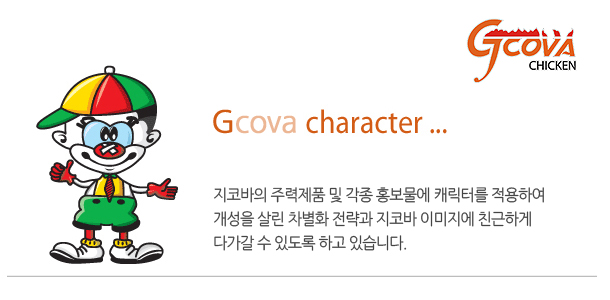 GCOVA
CHICKEN
Gcova character ...
지코바의 주력제품 및 각종 홍보물에 캐릭터를 적용하여
개성을 살린 차별화 전략과 지코바 이미지에 친근하게
다가갈 수 있도록 하고 있습니다.